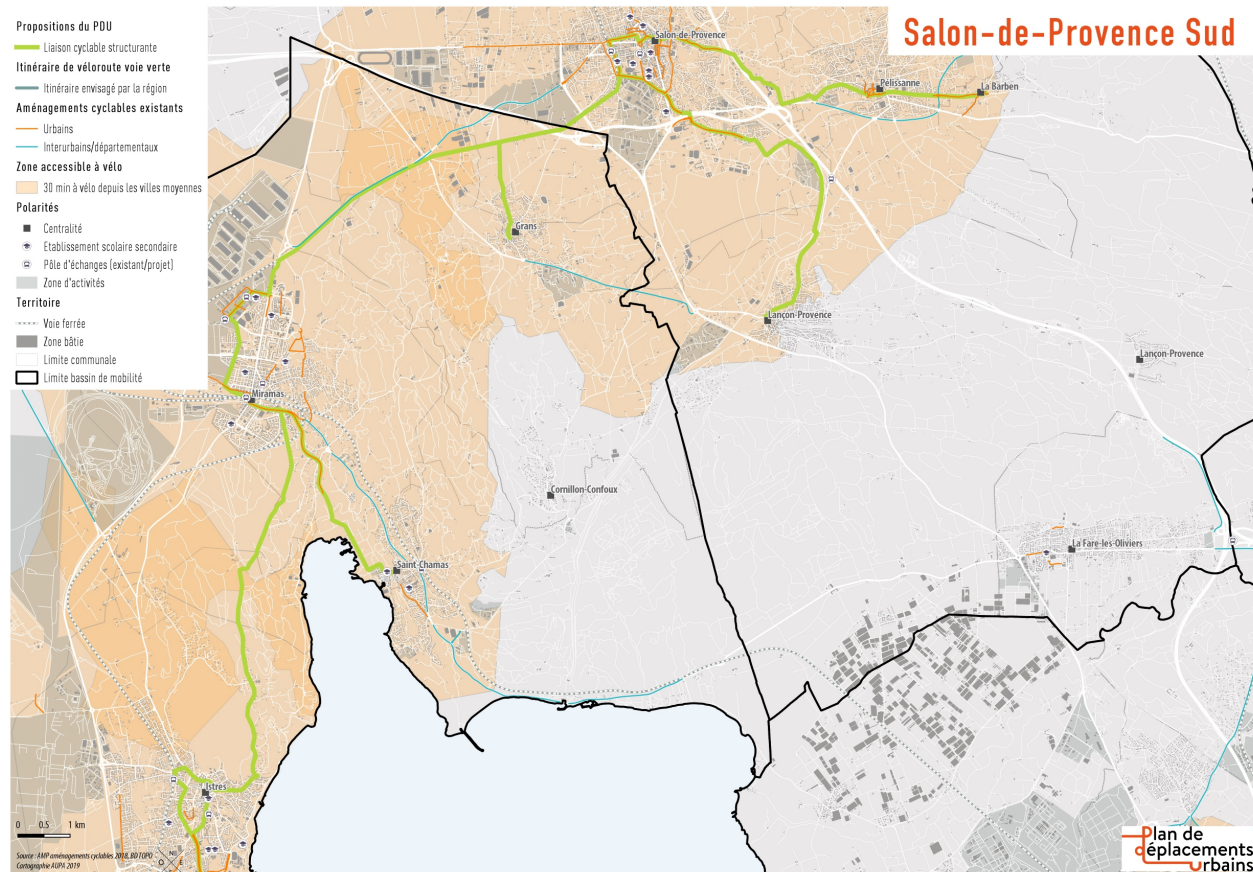 Salon-de-Provence Sud
Propositions du PDU
Liaison cyclable structurante
Itinéraire de véloroute voie verte
Itinéraire envisagé par la région
Aménagements cyclables existants
Urbains
Interurbains/départementaux
Zone accessible à vélo
30 min à vélo depuis les villes moyennes
Polarités
Centralité
Etablissement scolaire secondaire
Pôle d'échanges (existant/projet)
Zone d'activités
Territoire
Voie ferrée
Zone bâtie
Limite communale
Limite bassin de mobilité
Salon-de-Provence
Pélissanne
La Barben
Grans
Lançon-Provence
Lançon-Provence
Miramas
Cornillon-Confoux
La Fare-les-Oliviers
Saint-Chamas
Istres
0 0.5 1 km
Source : AMP aménagements cyclables 2018, BD TOPO
Cartographie AUPA 2019
N
O E
Plan de
déplacements
urbains